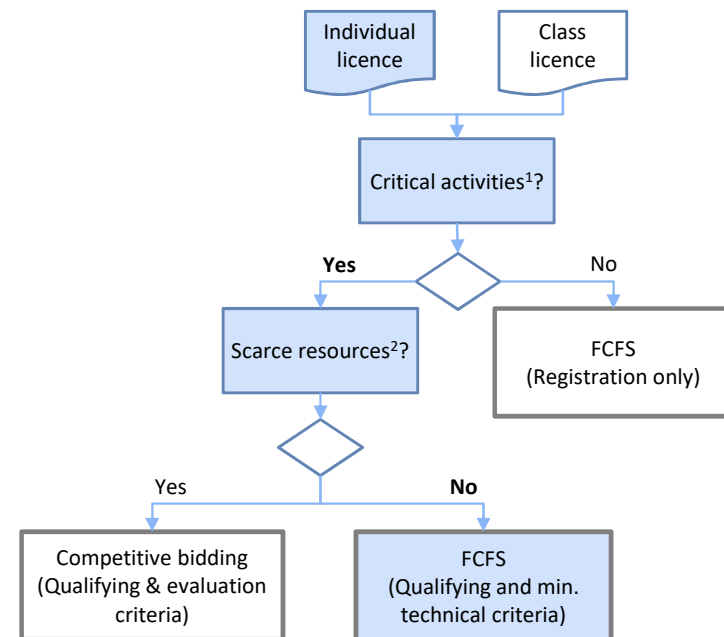 Individual
licence
Class
licence
Critical activities¹?
Yes
No
Scarce resources²?
FCFS
(Registration only)
Yes
No
Competitive bidding
(Qualifying & evaluation
criteria)
FCFS
(Qualifying and min.
technical criteria)